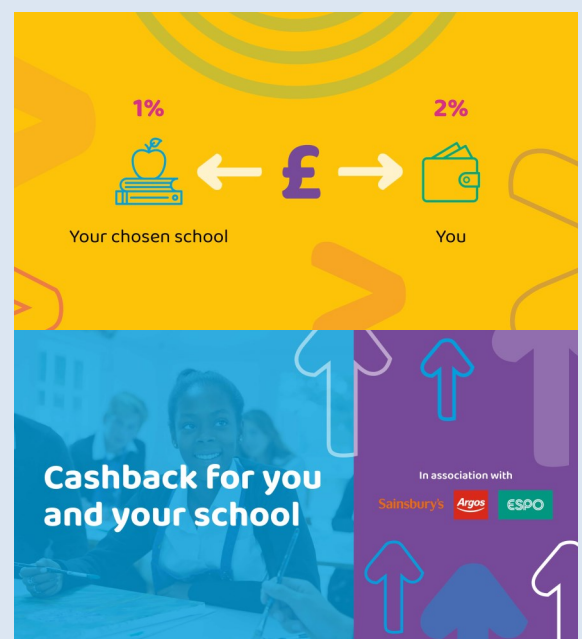 1%
2%
£
Your chosen school
You
Cashback for you
and your school
In association with
Sainsbury's
Argos
ESPO